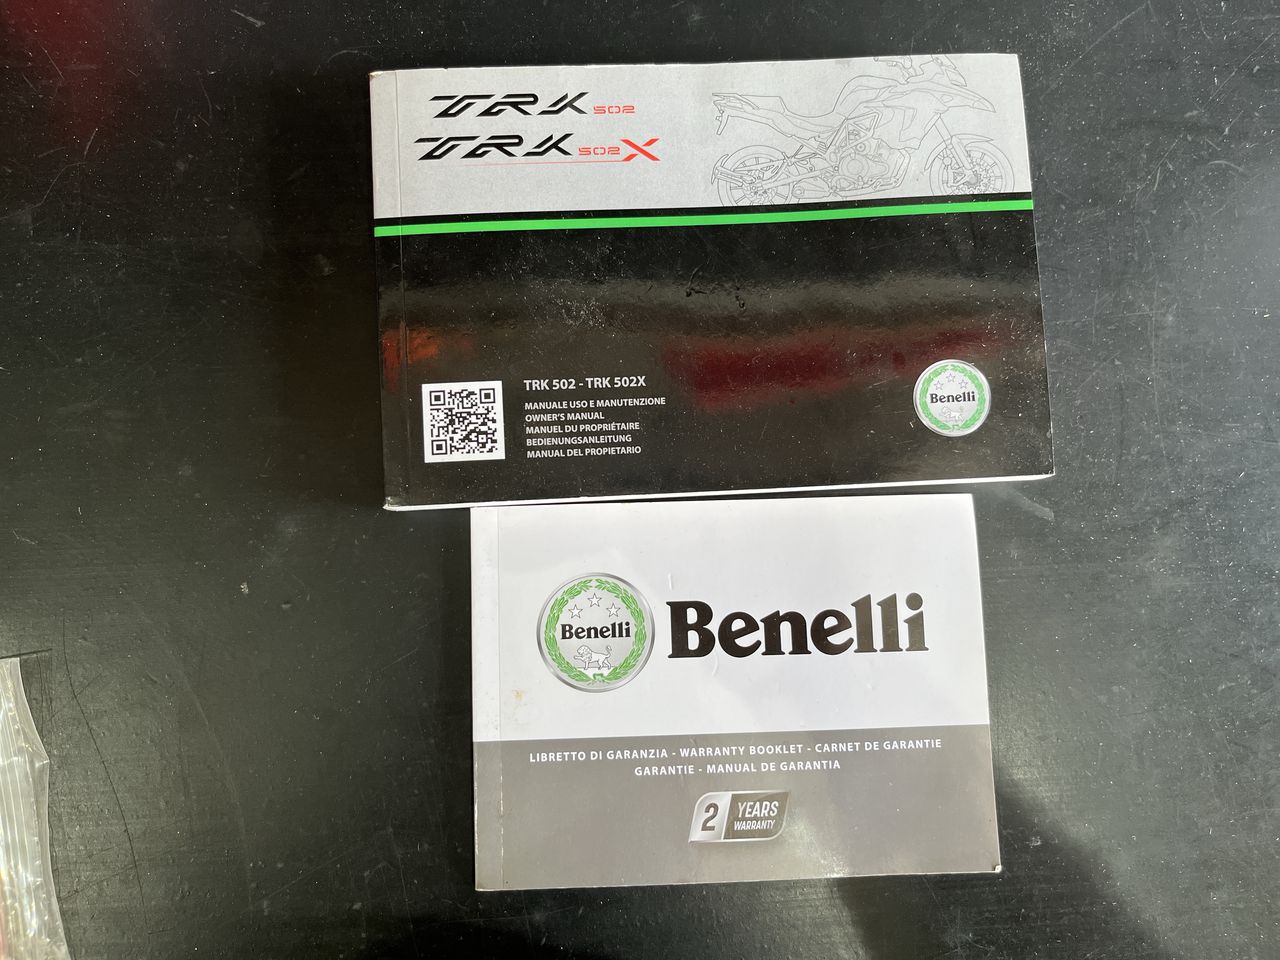 TRK 502
TRK 502 X
TRK 502 - TRK 502X
MANUALE USO E MANUTENZIONE
OWNER'S MANUAL
MANUEL DU PROPRIÉTAIRE
BEDIENUNGSANLEITUNG
MANUAL DEL PROPIETARIO
Benelli
Benelli
Benelli
LIBRETTO DI GARANZIA - WARRANTY BOOKLET - CARNET DE GARANTIE
GARANTIE - MANUAL DE GARANTIA
2 YEARS
WARRANTY